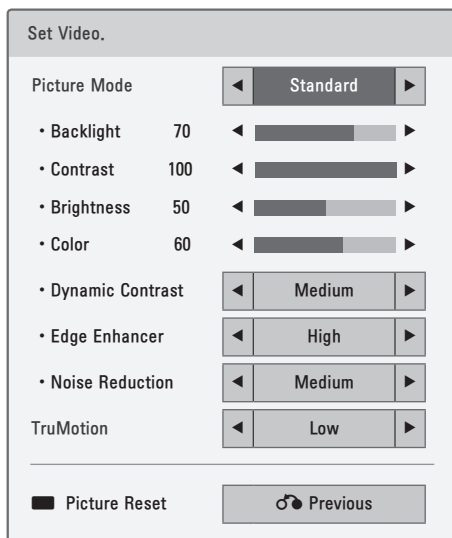 Set Video.
Picture Mode ◀ Standard ▶
• Backlight 70 ◀ ▶
• Contrast 100 ◀ ▶
• Brightness 50 ◀ ▶
• Color 60 ◀ ▶
• Dynamic Contrast ◀ Medium ▶
• Edge Enhancer ◀ High ▶
• Noise Reduction ◀ Medium ▶
TruMotion ◀ Low ▶
Picture Reset Previous